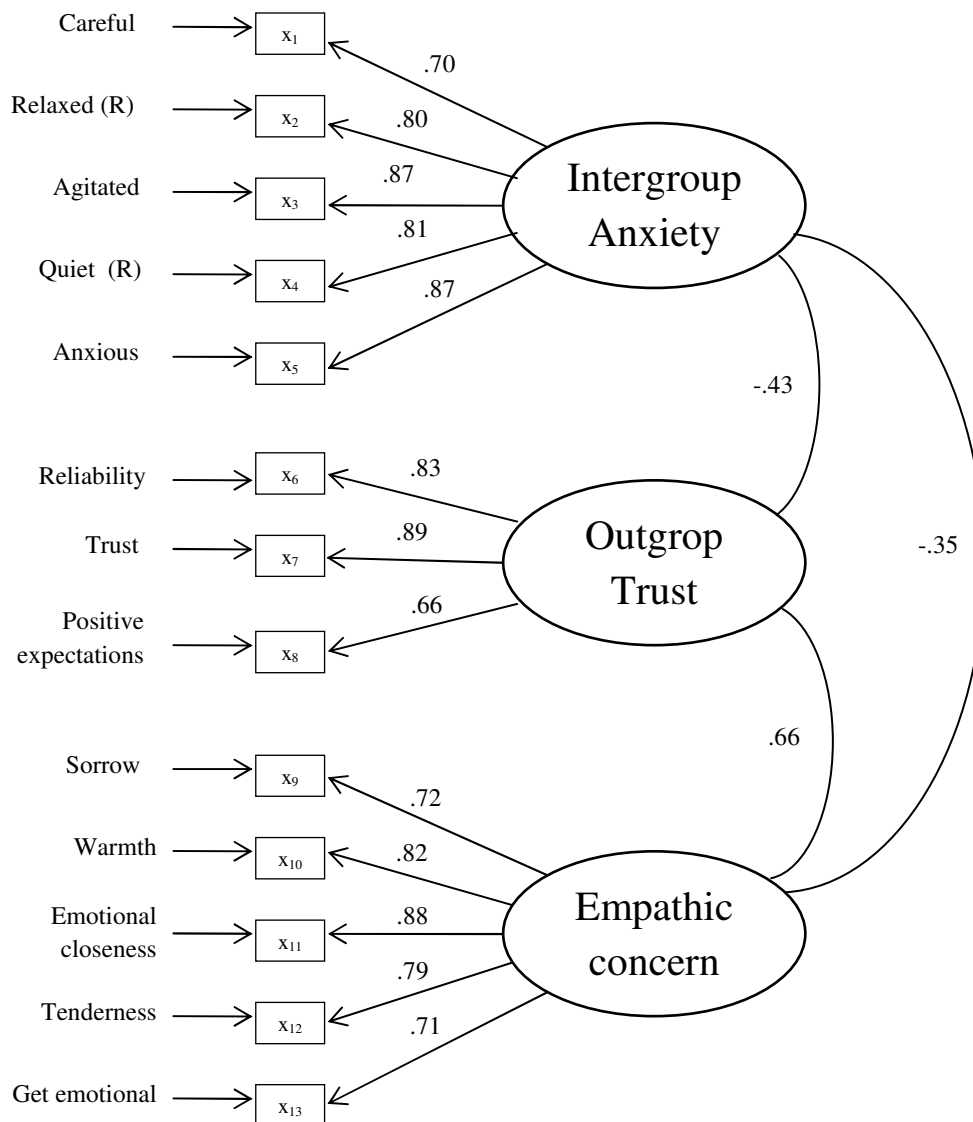 Careful
x₁
.70
Relaxed (R)
x₂
.80
Agitated
x₃
.87
Quiet (R)
x₄
.81
Anxious
x₅
.87
Intergroup
Anxiety
-.43
-.35
Reliability
x₆
.83
Trust
x₇
.89
Positive
expectations
x₈
.66
Outgrop
Trust
.66
Sorrow
x₉
.72
Warmth
x₁₀
.82
Emotional
closeness
x₁₁
.88
Tenderness
x₁₂
.79
Get emotional
x₁₃
.71
Empathic
concern